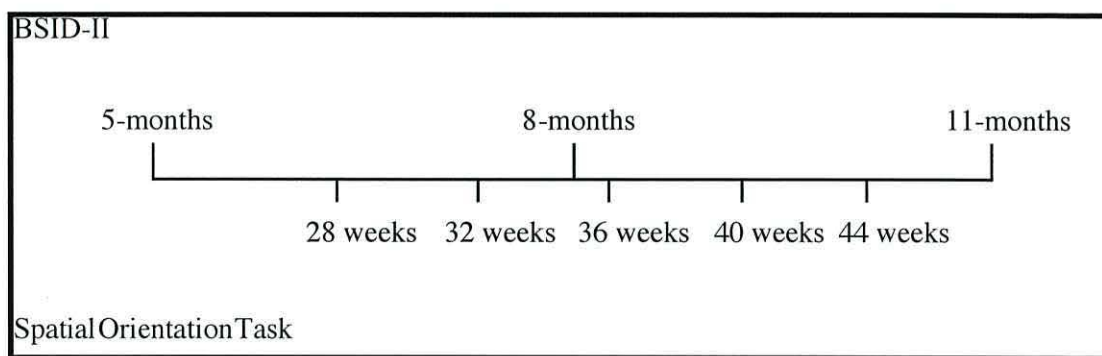 BSID-II
5-months 8-months 11-months
28 weeks 32 weeks 36 weeks 40 weeks 44 weeks
Spatial Orientation Task